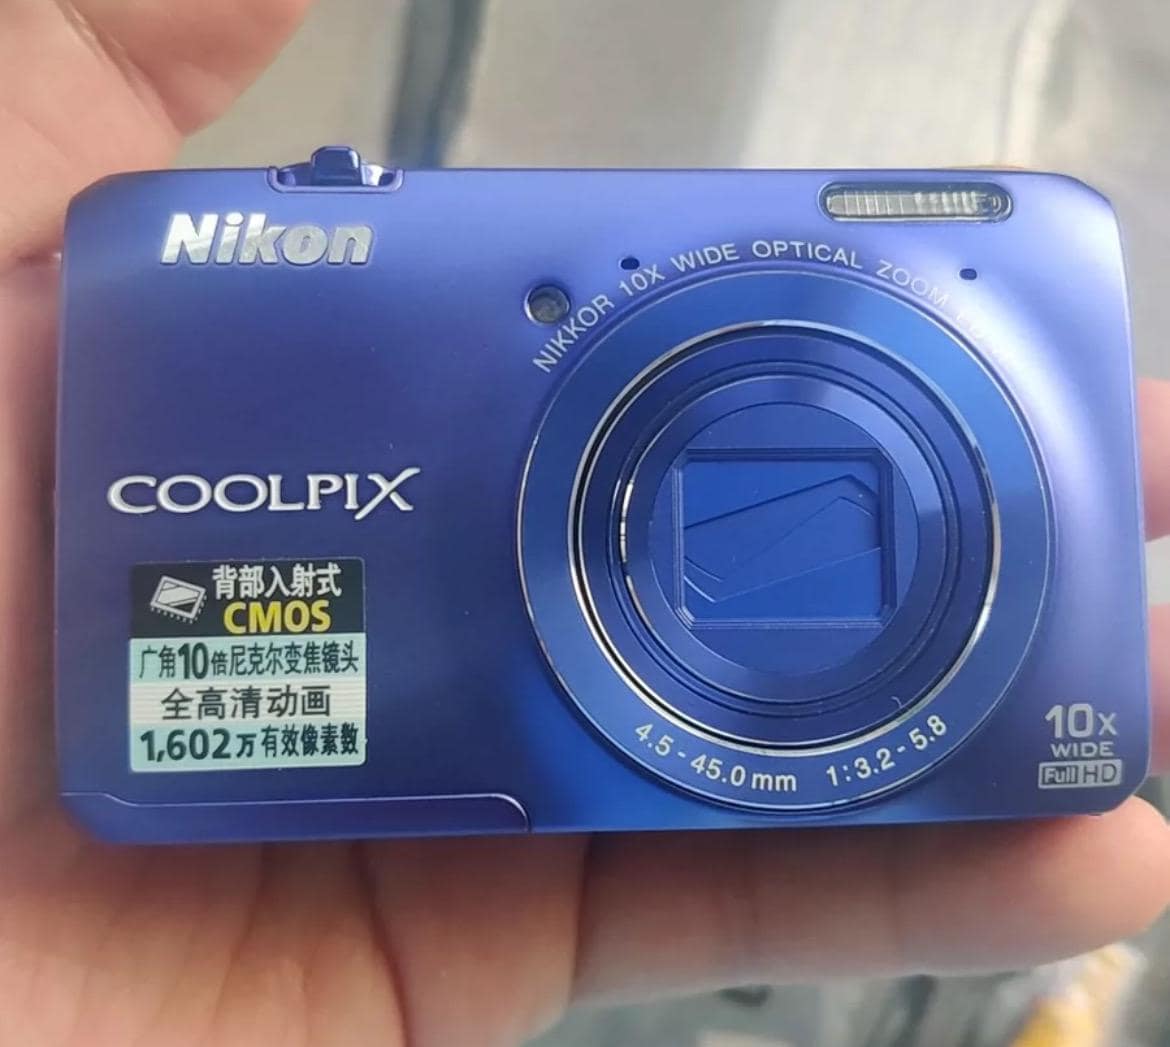 Nikon
NIKKOR 10X WIDE OPTICAL ZOOM
COOLPIX
背部入射式
CMOS
广角10倍尼克尔变焦镜头
全高清动画
1,602万有效像素数
4.5-45.0mm 1:3.2-5.8
10x
WIDE
Full HD